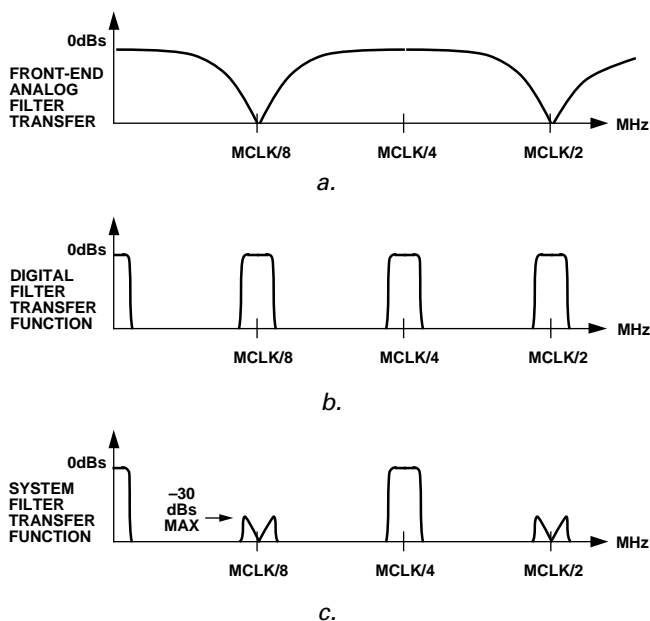 0dBs
FRONT-END
ANALOG
FILTER
TRANSFER
MHz
MCLK/8 MCLK/4 MCLK/2
a.
0dBs
DIGITAL
FILTER
TRANSFER
FUNCTION
MHz
MCLK/8 MCLK/4 MCLK/2
b.
0dBs
SYSTEM
FILTER
TRANSFER
FUNCTION
–30
dBs
MAX
MHz
MCLK/8 MCLK/4 MCLK/2
c.